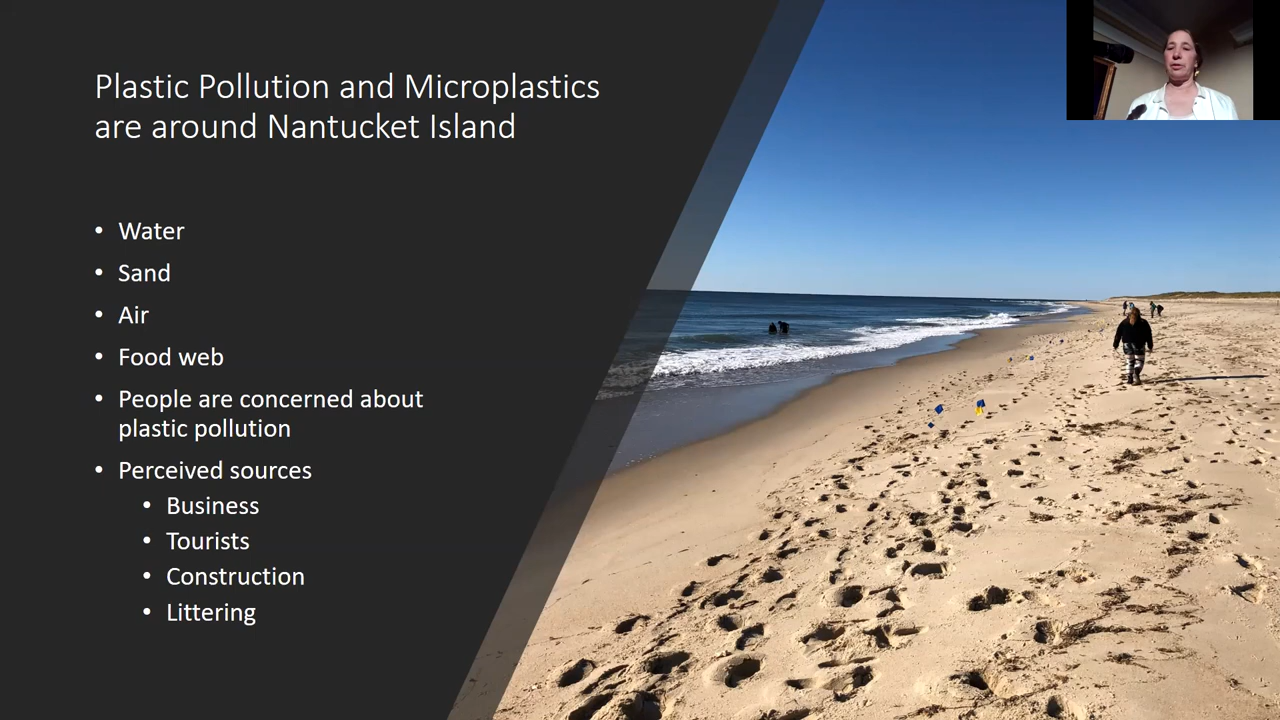 Plastic Pollution and Microplastics
are around Nantucket Island
• Water
• Sand
• Air
• Food web
• People are concerned about
plastic pollution
• Perceived sources
• Business
• Tourists
• Construction
• Littering